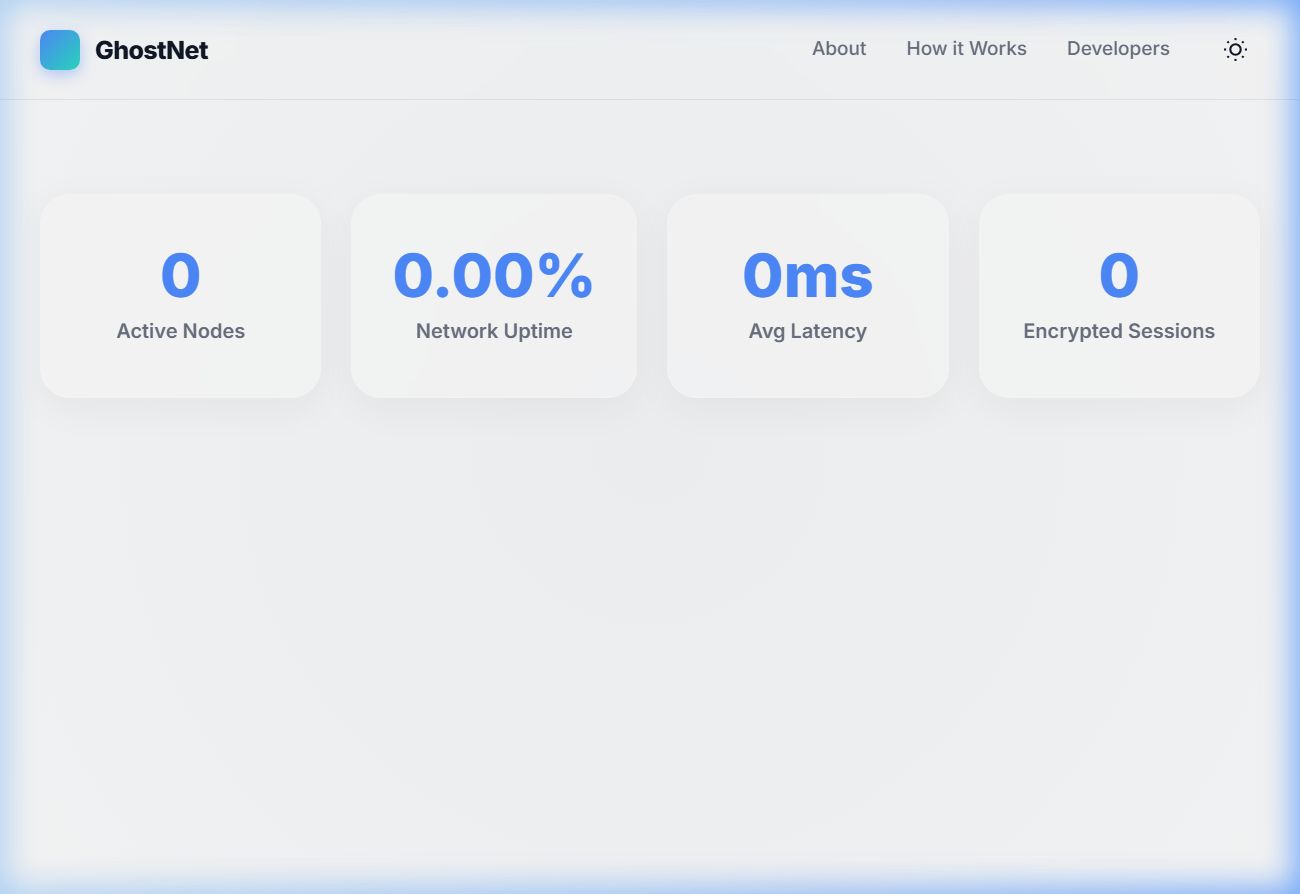 GhostNet
About
How it Works
Developers
0
Active Nodes
0.00%
Network Uptime
0ms
Avg Latency
0
Encrypted Sessions